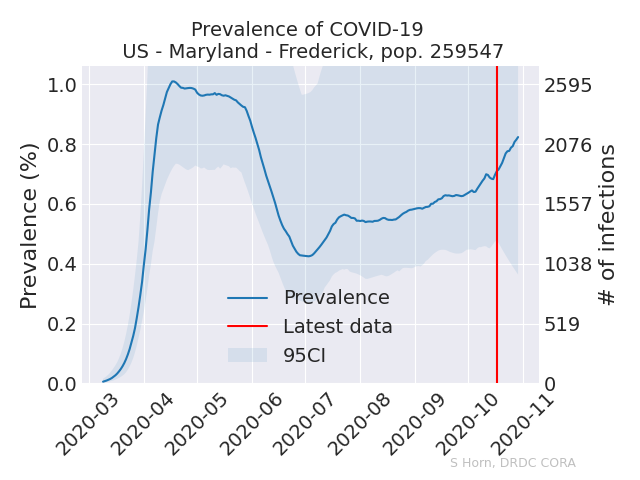 Prevalence of COVID-19
US - Maryland - Frederick, pop. 259547
Prevalence (%)
1.0
0.8
0.6
0.4
0.2
0.0
2595
2076
1557
1038
519
0
# of infections
Prevalence
Latest data
95CI
2020-03
2020-04
2020-05
2020-06
2020-07
2020-08
2020-09
2020-10
2020-11
S Horn, DRDC CORA